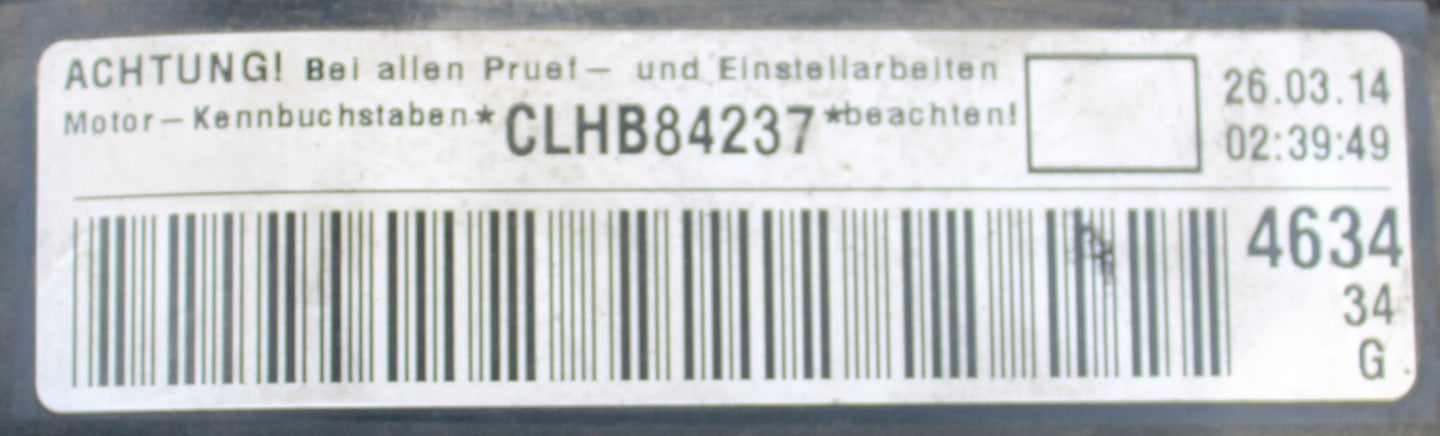 ACHTUNG! Bei allen Pruef- und Einstellarbeiten
Motor-Kennbuchstaben*CLHB84237*beachten!
26.03.14
02:39:49
4634
34
G